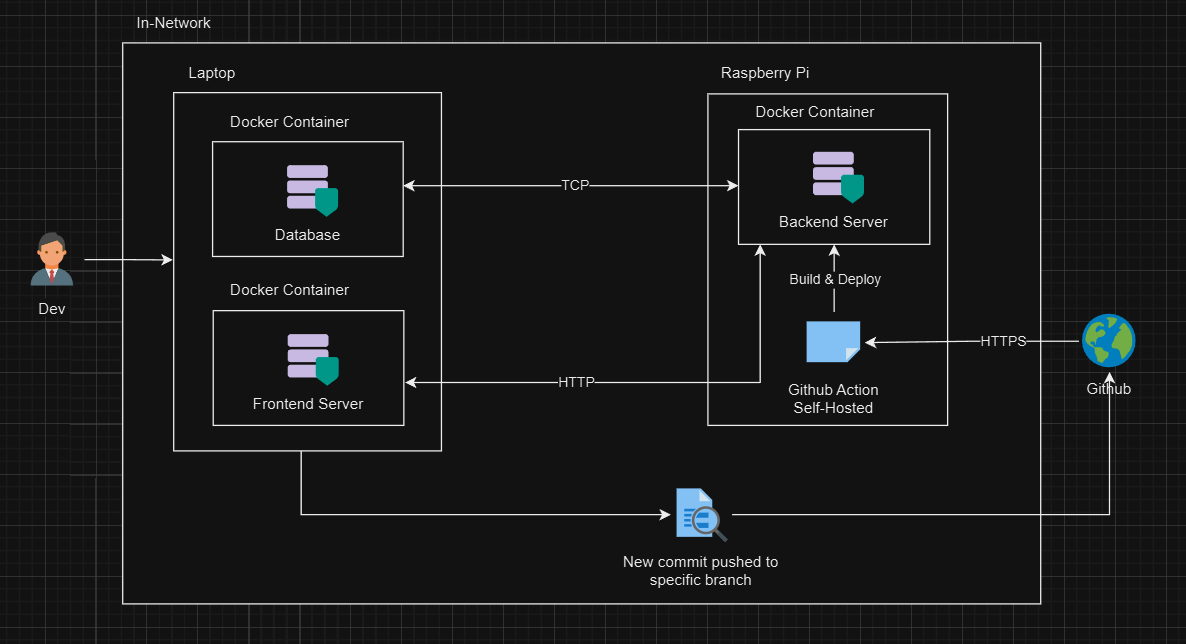 In-Network
Laptop
Raspberry Pi
Docker Container
Docker Container
Database
TCP
Backend Server
Build & Deploy
Dev
Docker Container
Frontend Server
HTTP
HTTPS
Github Action
Self-Hosted
Github
New commit pushed to
specific branch